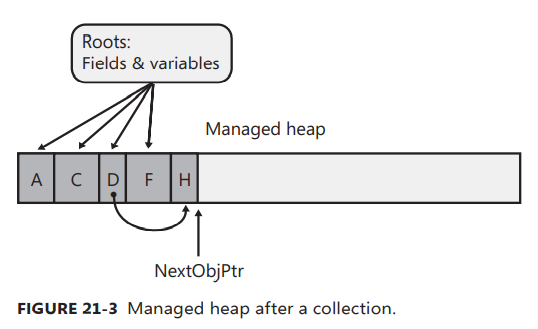 Roots:
Fields & variables
Managed heap
A C D F H
NextObjPtr
FIGURE 21-3 Managed heap after a collection.